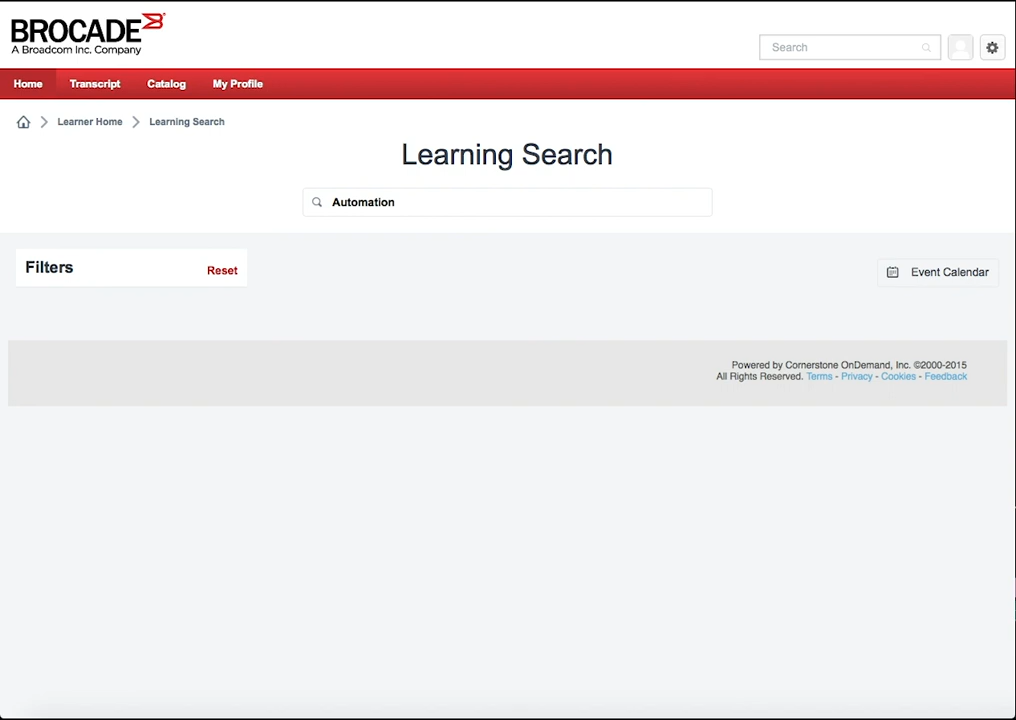 BROCADE
A Broadcom Inc. Company
Search
Home Transcript Catalog My Profile
Learner Home Learning Search
Learning Search
Automation
Filters Reset
Event Calendar
Powered by Cornerstone OnDemand, Inc. ©2000-2015
All Rights Reserved. Terms - Privacy - Cookies - Feedback